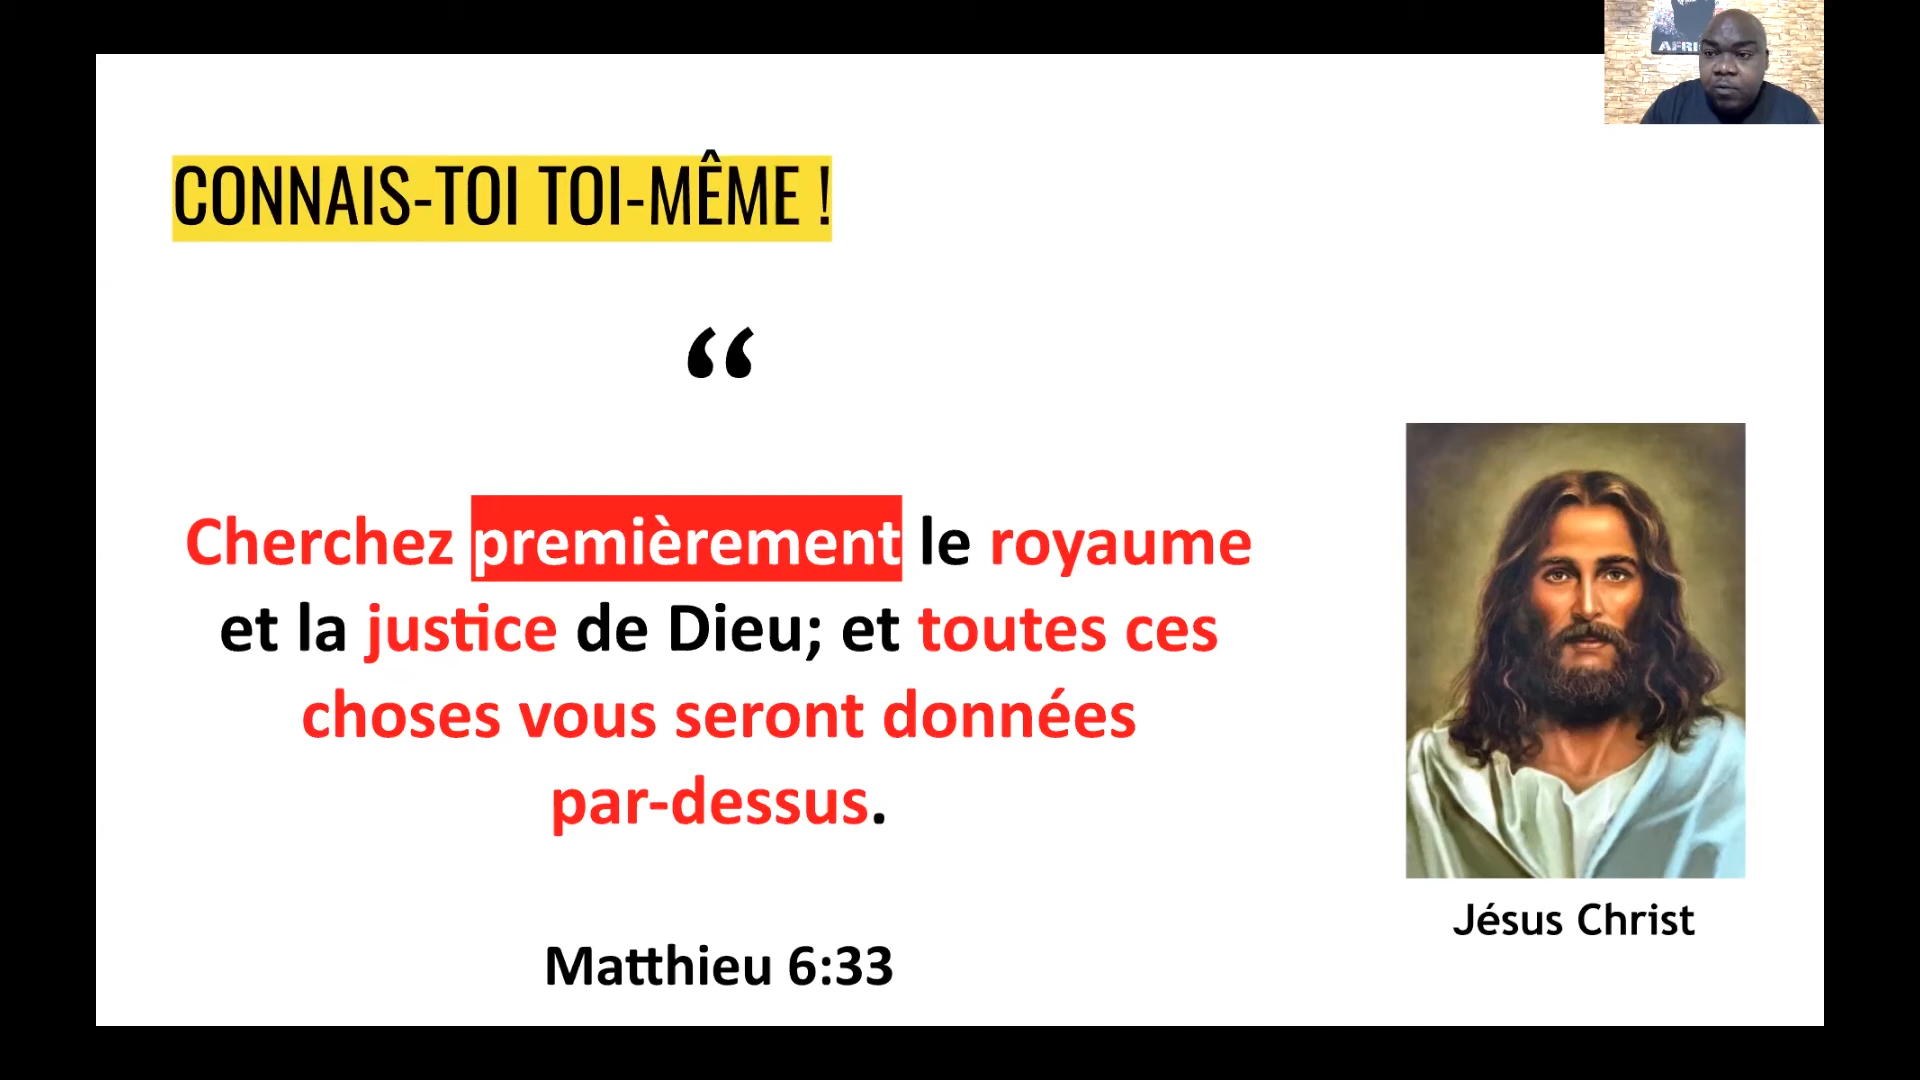 CONNAIS-TOI TOI-MÊME !
“
Cherchez premièrement le royaume
et la justice de Dieu; et toutes ces
choses vous seront données
par-dessus.
Matthieu 6:33
Jésus Christ